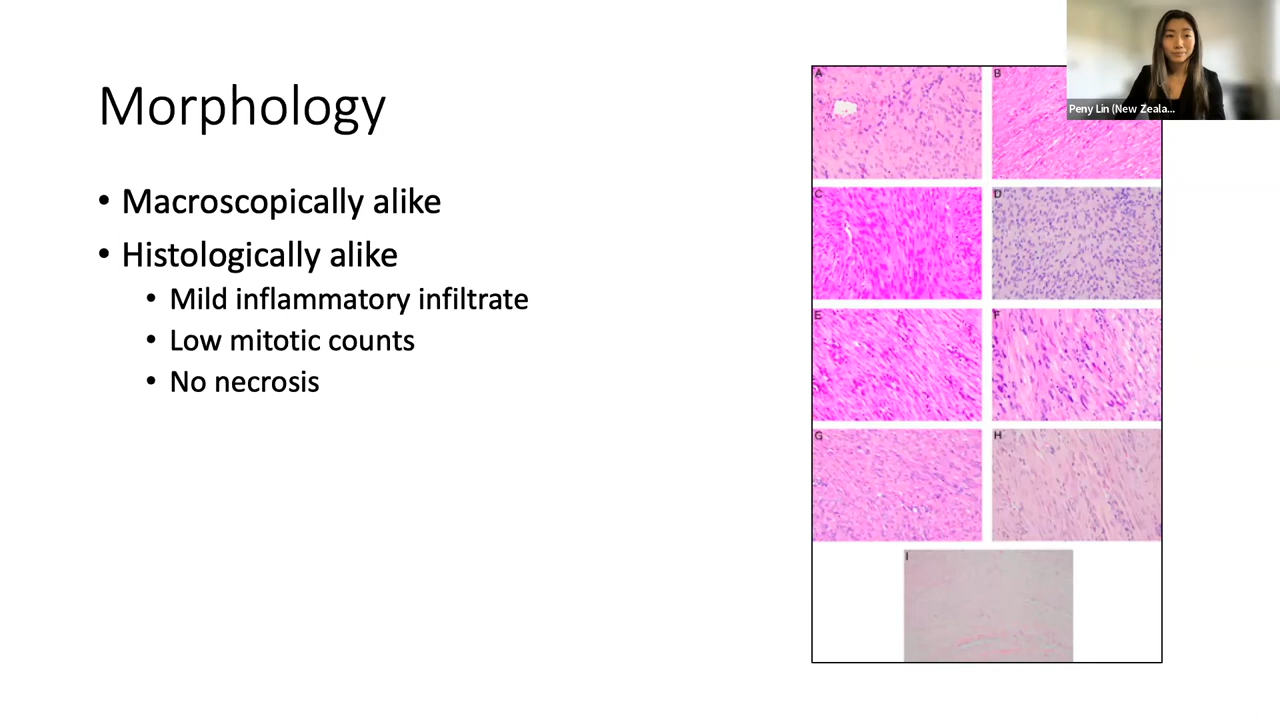 Morphology
• Macroscopically alike
• Histologically alike
• Mild inflammatory infiltrate
• Low mitotic counts
• No necrosis
A
B
C
D
E
F
G
H
I
Peny Lin (New Zeala...